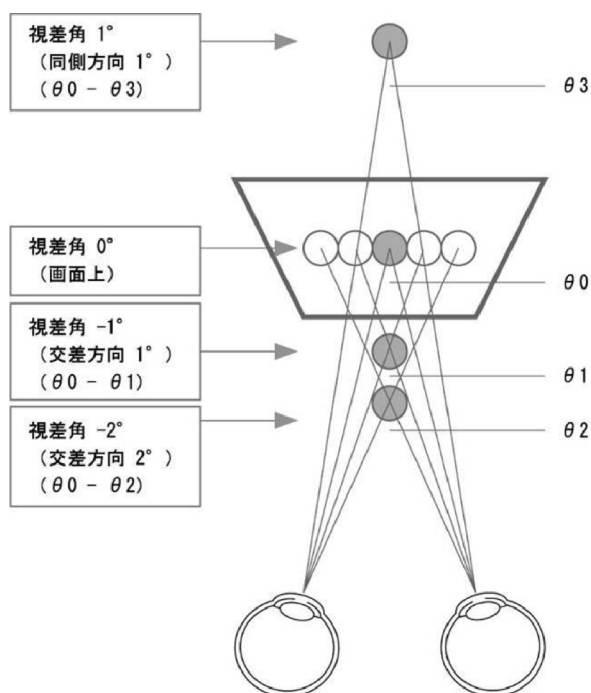 視差角 1°
(同側方向 1°)
(θ0 - θ3)
θ3
視差角 0°
(画面上)
θ0
視差角 -1°
(交差方向 1°)
(θ0 - θ1)
θ1
視差角 -2°
(交差方向 2°)
(θ0 - θ2)
θ2